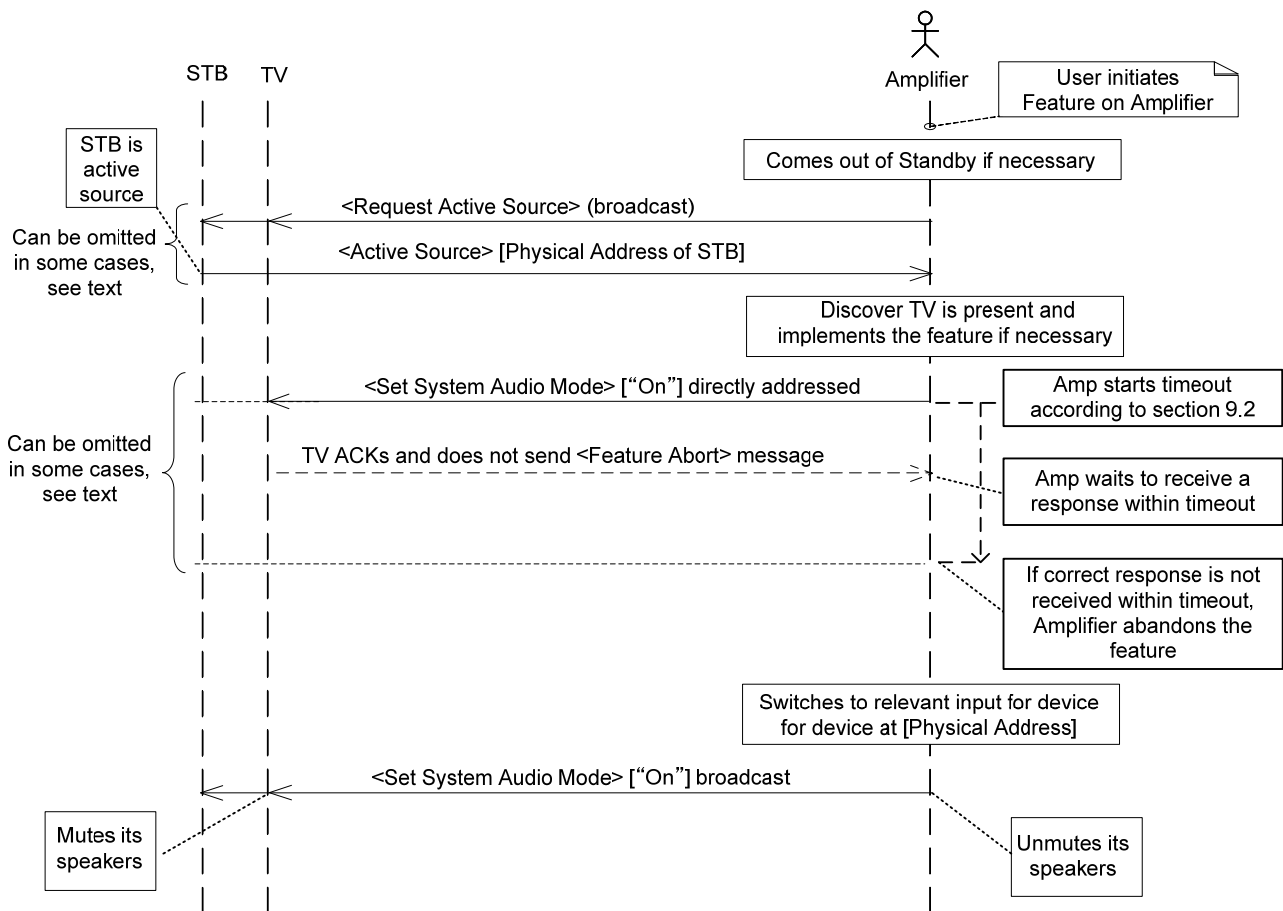 STB
TV
Amplifier
User initiates
Feature on Amplifier
STB is
active
source
Comes out of Standby if necessary
<Request Active Source> (broadcast)
Can be omitted
in some cases,
see text
<Active Source> [Physical Address of STB]
Discover TV is present and
implements the feature if necessary
<Set System Audio Mode> [“On”] directly addressed
Amp starts timeout
according to section 9.2
Can be omitted
in some cases,
see text
TV ACKs and does not send <Feature Abort> message
Amp waits to receive a
response within timeout
If correct response is not
received within timeout,
Amplifier abandons the
feature
Switches to relevant input for device
for device at [Physical Address]
<Set System Audio Mode> [“On”] broadcast
Mutes its
speakers
Unmutes its
speakers